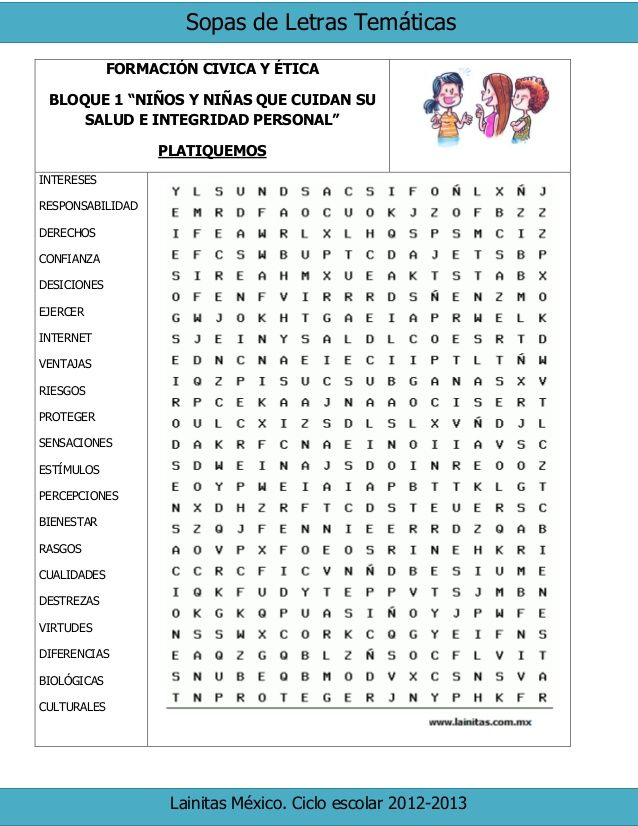 Sopas de Letras Temáticas
FORMACIÓN CIVICA Y ÉTICA
BLOQUE 1 “NIÑOS Y NIÑAS QUE CUIDAN SU
SALUD E INTEGRIDAD PERSONAL”
PLATIQUEMOS
INTERESES
RESPONSABILIDAD
DERECHOS
CONFIANZA
DESICIONES
EJERCER
INTERNET
VENTAJAS
RIESGOS
PROTEGER
SENSACIONES
ESTÍMULOS
PERCEPCIONES
BIENESTAR
RASGOS
CUALIDADES
DESTREZAS
VIRTUDES
DIFERENCIAS
BIOLÓGICAS
CULTURALES
Y L S U N D S A C S I F O Ñ L X Ñ J
E M R D F A O C U O K J Z O F B Z Z
I F E A W R L X L H Q S P S M C I Z
E F C S W B U P T C D A J E T S B P
S I R E A H M X U E A K T S T A B X
O F E N F V I R R R D S Ñ E N Z M O
G W J O K H T G A E I A P R W E L K
S J E I N Y S A L D L C O E S R T D
E D N C N A E I E C I I P T L T Ñ W
I Q Z P I S U C S U B G A N A S X V
R P C E K A A J N A A O C I S E R T
O U L C X I Z S D L S L X V Ñ D J L
D A K R F C N A E I N O I I A V S C
S D W E I N A J S D O I N R E O O Z
E O Y P W E I A I A P B T T K L G T
N X D H Z R F T C D S T E U E R S C
S Z Q J F E N N I E E R R D Z Q A B
A O V P X F O E O S R I N E H K R I
C C R C F I C V N Ñ D B E S I U M E
I Q K F U D Y T E P P V T S J M B N
O K G K Q P U A S I Ñ O Y J P W F E
N S S W X C O R K C Q G Y E I F N S
E A Q Z G Q B L Z Ñ S O C F L V I T
S N U B E Q B M O D V X C S N S V A
T N P R O T E G E R J N Y P H K F R
www.lainitas.com.mx
Lainitas México. Ciclo escolar 2012-2013